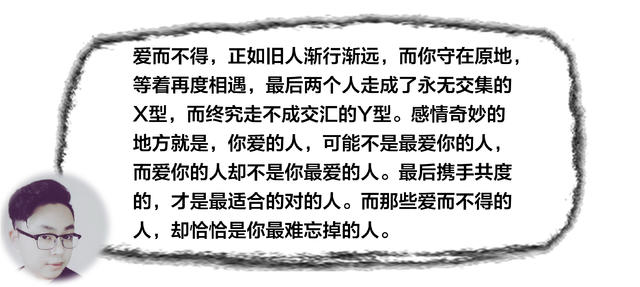 爱而不得，正如旧人渐行渐远，而你守在原地，
等着再度相遇，最后两个人走成了永无交集的
X型，而终究走不成交汇的Y型。感情奇妙的
地方就是，你爱的人，可能不是最爱你的人，
而爱你的人却不是你最爱的人。最后携手共度
的，才是最适合的对的人。而那些爱而不得的
人，却恰恰是你最难忘掉的人。